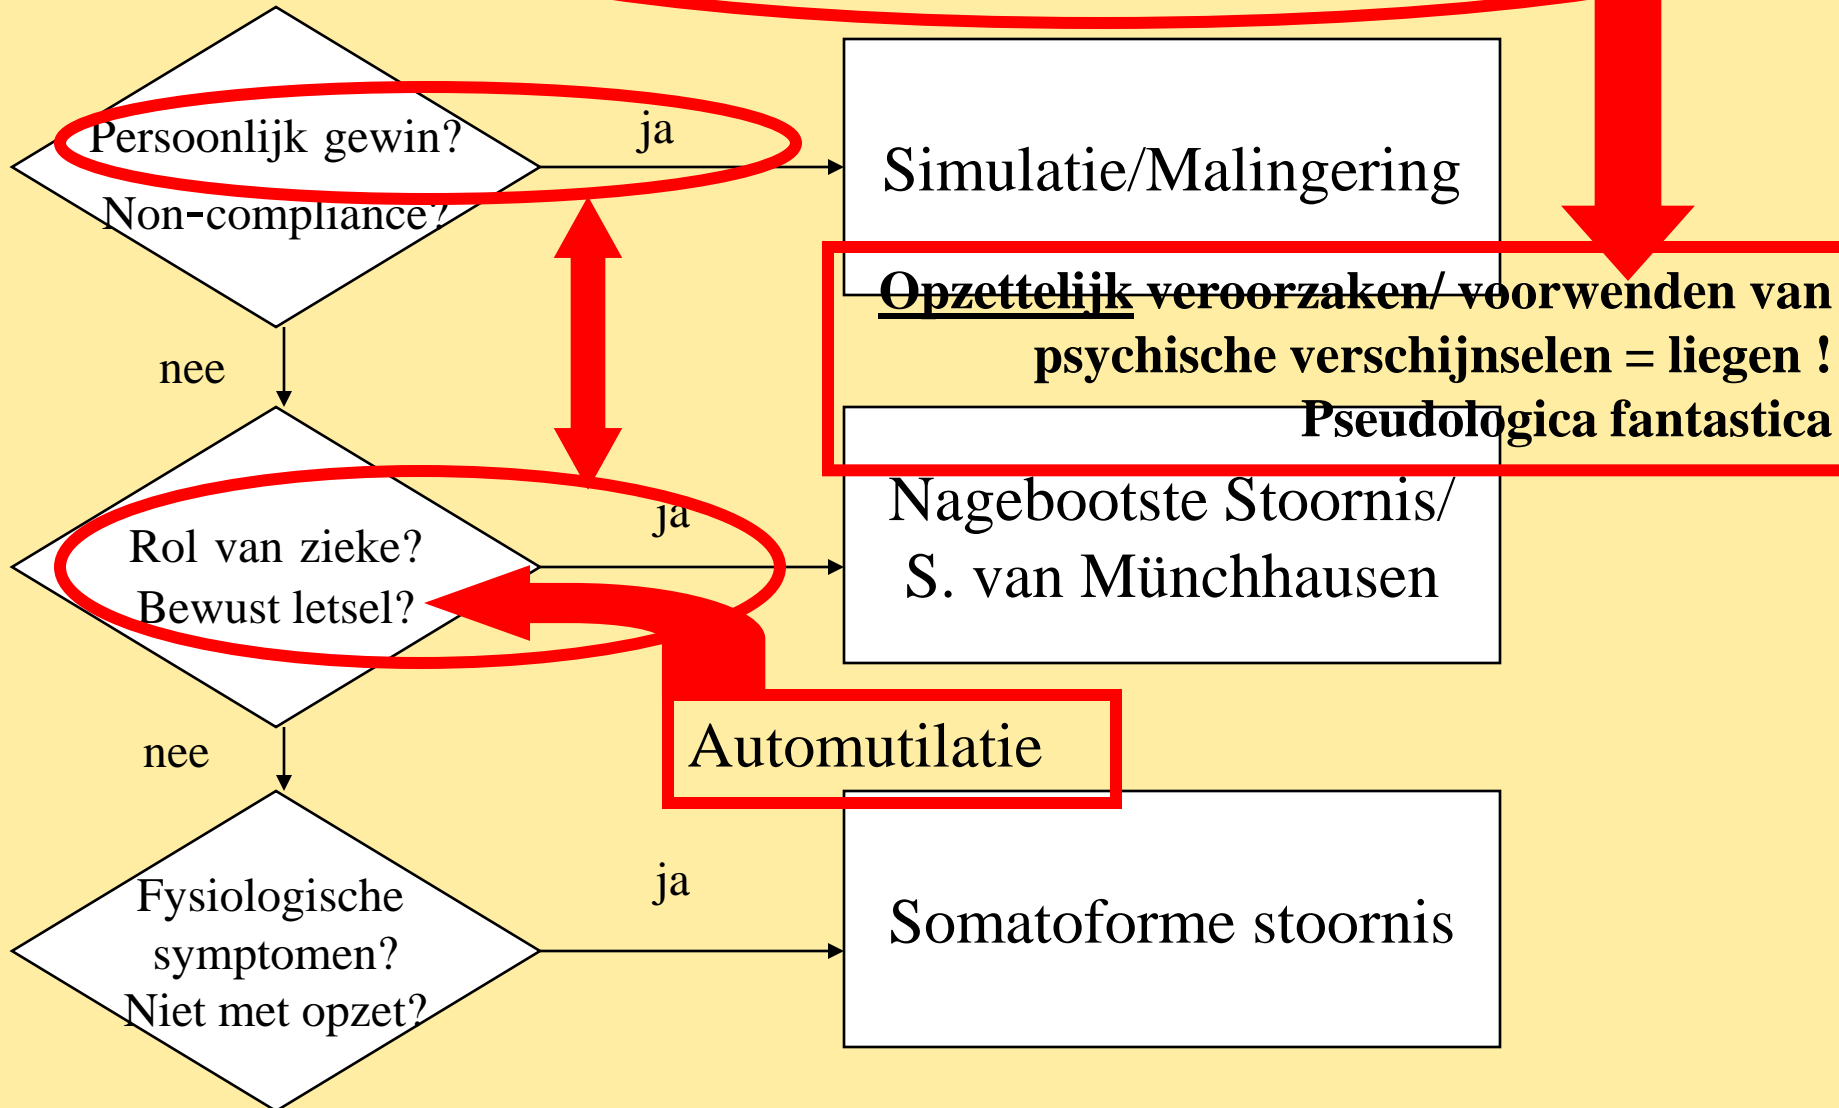 Persoonlijk gewin?
Non-compliance?
ja
Simulatie/Malingering
Opzettelijk veroorzaken/ voorwenden van
psychische verschijnselen = liegen !
Pseudologica fantastica
nee
Rol van zieke?
Bewust letsel?
ja
Nagebootste Stoornis/
S. van Münchhausen
Automutilatie
nee
Fysiologische
symptomen?
Niet met opzet?
ja
Somatoforme stoornis